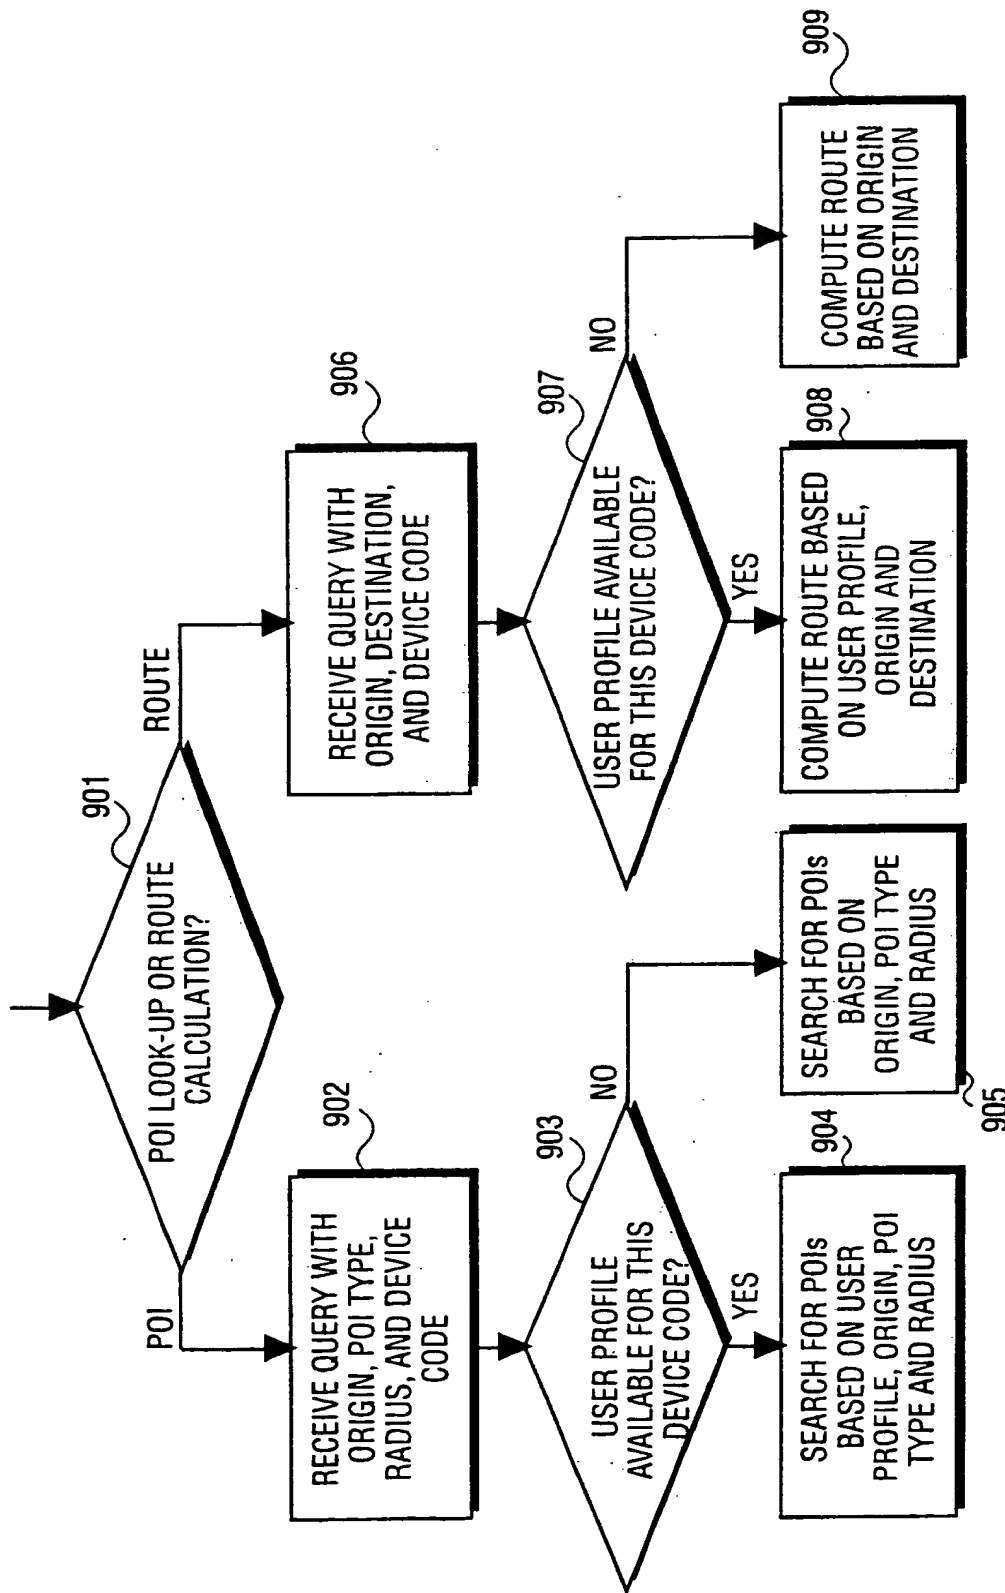 901
POI LOOK-UP OR ROUTE
CALCULATION?
POI
ROUTE
902
RECEIVE QUERY WITH
ORIGIN, POI TYPE,
RADIUS, AND DEVICE
CODE
903
USER PROFILE
AVAILABLE FOR THIS
DEVICE CODE?
YES
NO
904
SEARCH FOR POIs
BASED ON USER
PROFILE, ORIGIN, POI
TYPE AND RADIUS
905
SEARCH FOR POIs
BASED ON
ORIGIN, POI TYPE
AND RADIUS
906
RECEIVE QUERY WITH
ORIGIN, DESTINATION,
AND DEVICE CODE
907
USER PROFILE AVAILABLE
FOR THIS DEVICE CODE?
YES
NO
908
COMPUTE ROUTE BASED
ON USER PROFILE,
ORIGIN AND
DESTINATION
909
COMPUTE ROUTE
BASED ON ORIGIN
AND DESTINATION